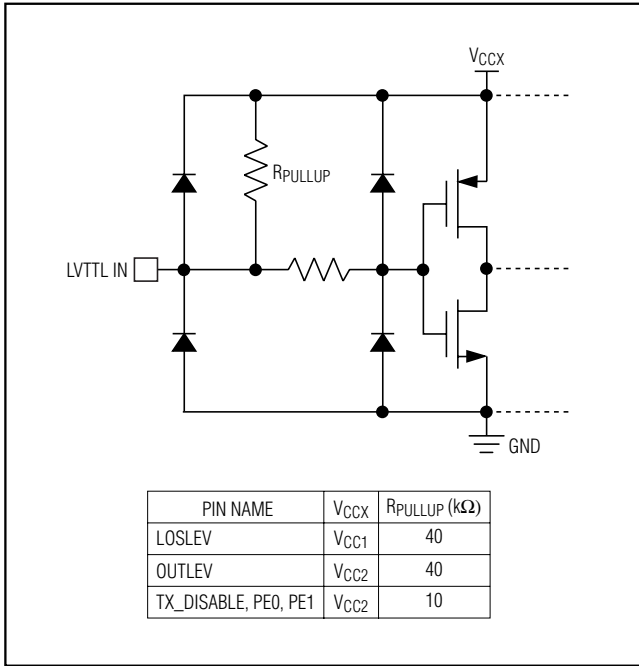 VCCX
RPULLUP
LVTTL IN
GND
PIN NAME VCCX RPULLUP (kΩ)
LOSLEV VCC1 40
OUTLEV VCC2 40
TX_DISABLE, PE0, PE1 VCC2 10